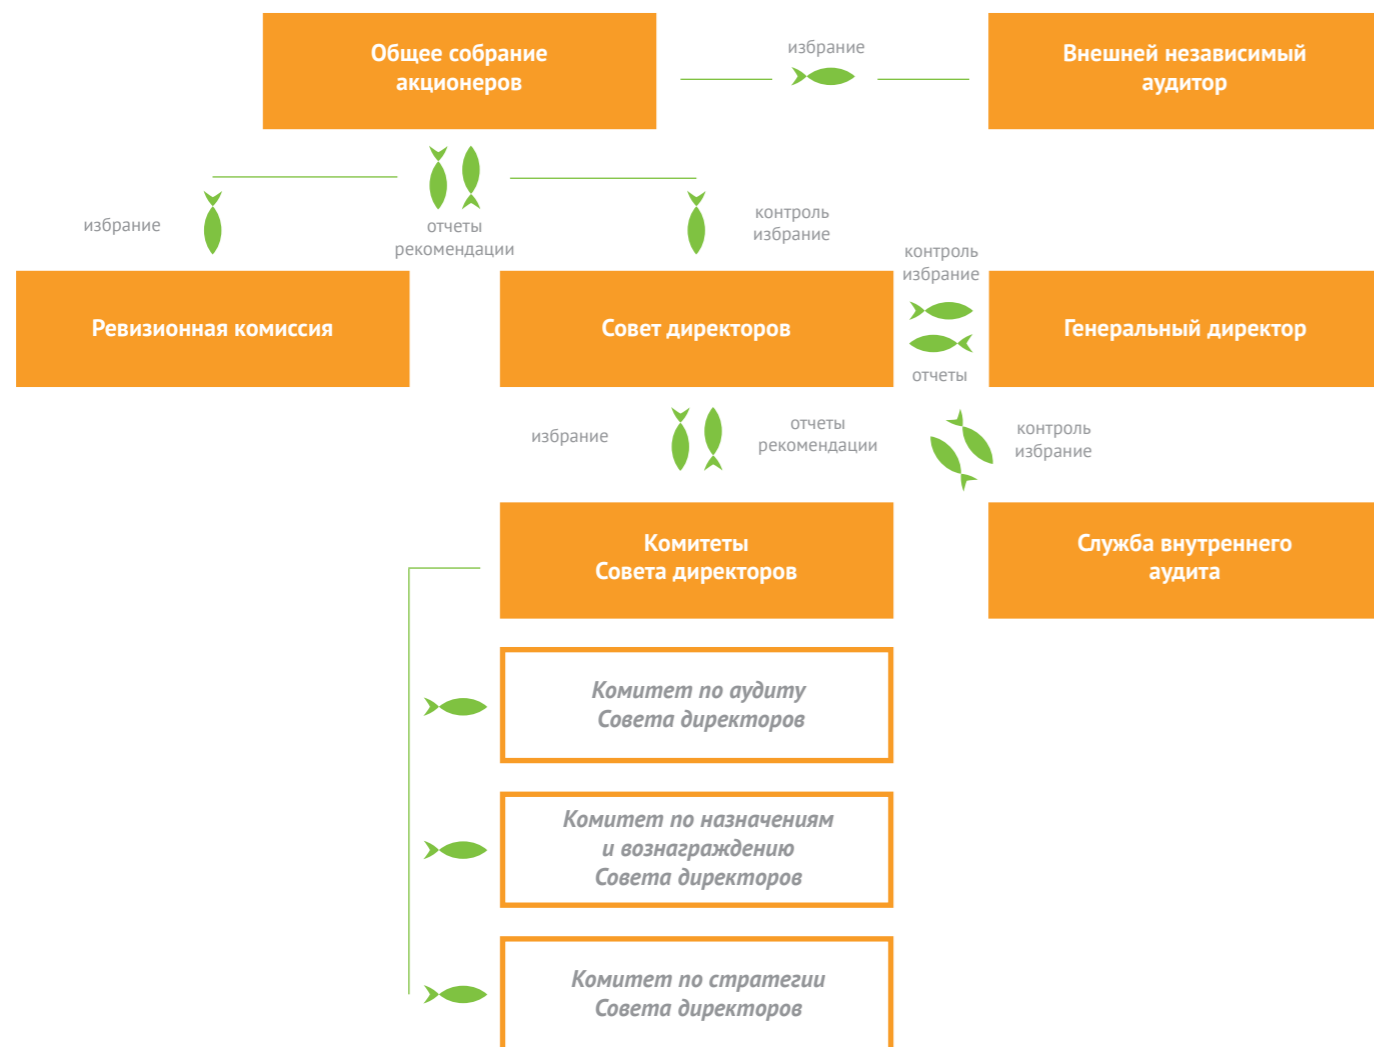 Общее собрание
акционеров
избрание
Внешней независимый
аудитор
избрание
отчеты
рекомендации
контроль
избрание
контроль
избрание
Ревизионная комиссия
Совет директоров
отчеты
Генеральный директор
избрание
отчеты
рекомендации
контроль
избрание
Комитеты
Совета директоров
Служба внутреннего
аудита
Комитет по аудиту
Совета директоров
Комитет по назначениям
и вознаграждению
Совета директоров
Комитет по стратегии
Совета директоров